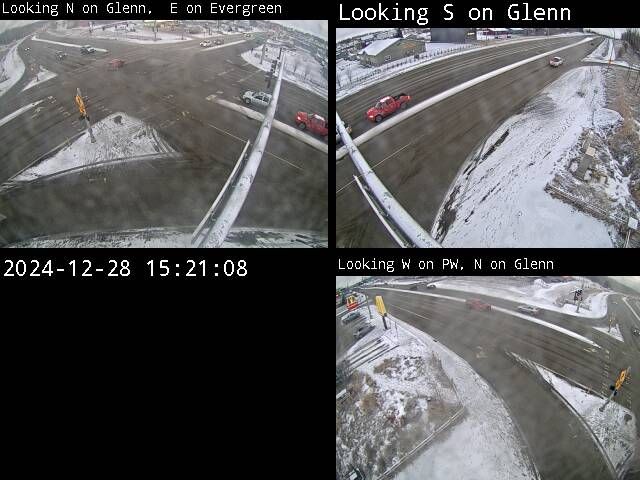 Looking N on Glenn,  E on Evergreen
Looking S on Glenn
2024-12-28 15:21:08
Looking W on PW, N on Glenn